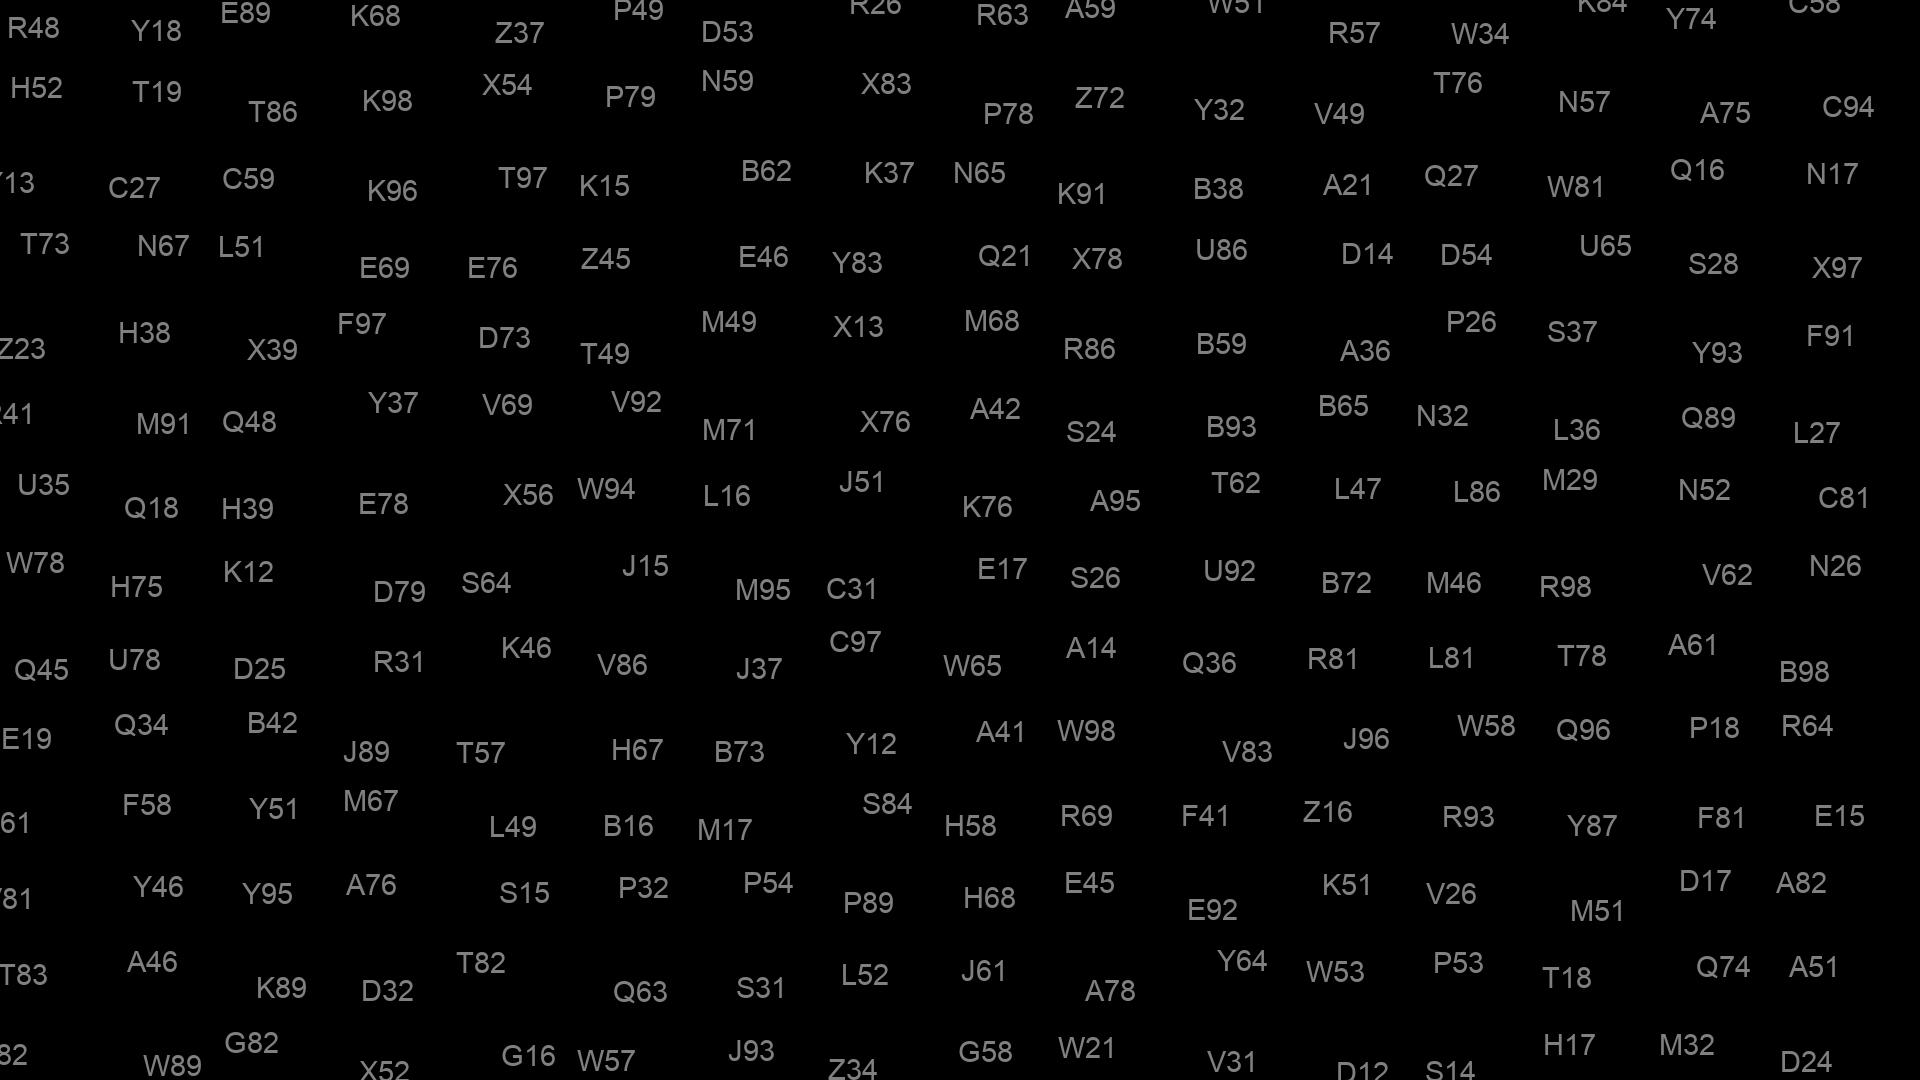 R48 Y18 E89 K68 Z37 P49 D53 R26 R63 A59 W51 R57 W34 K84 Y74 C58
H52 T19 T86 K98 X54 P79 N59 X83 P78 Z72 Y32 V49 T76 N57 A75 C94
13 C27 C59 K96 T97 K15 B62 K37 N65 K91 B38 A21 Q27 W81 Q16 N17
T73 N67 L51 E69 E76 Z45 E46 Y83 Q21 X78 U86 D14 D54 U65 S28 X97
Z23 H38 X39 F97 D73 T49 M49 X13 M68 R86 B59 A36 P26 S37 Y93 F91
41 M91 Q48 Y37 V69 V92 M71 X76 A42 S24 B93 B65 N32 L36 Q89 L27
U35 Q18 H39 E78 X56 W94 L16 J51 K76 A95 T62 L47 L86 M29 N52 C81
W78 H75 K12 D79 S64 J15 M95 C31 E17 S26 U92 B72 M46 R98 V62 N26
Q45 U78 D25 R31 K46 V86 J37 C97 W65 A14 Q36 R81 L81 T78 A61 B98
E19 Q34 B42 J89 T57 H67 B73 Y12 A41 W98 V83 J96 W58 Q96 P18 R64
61 F58 Y51 M67 L49 B16 M17 S84 H58 R69 F41 Z16 R93 Y87 F81 E15
81 Y46 Y95 A76 S15 P32 P54 P89 H68 E45 E92 K51 V26 M51 D17 A82
T83 A46 K89 D32 T82 Q63 S31 L52 J61 A78 Y64 W53 P53 T18 Q74 A51
82 W89 G82 X52 G16 W57 J93 Z34 G58 W21 V31 D12 S14 H17 M32 D24